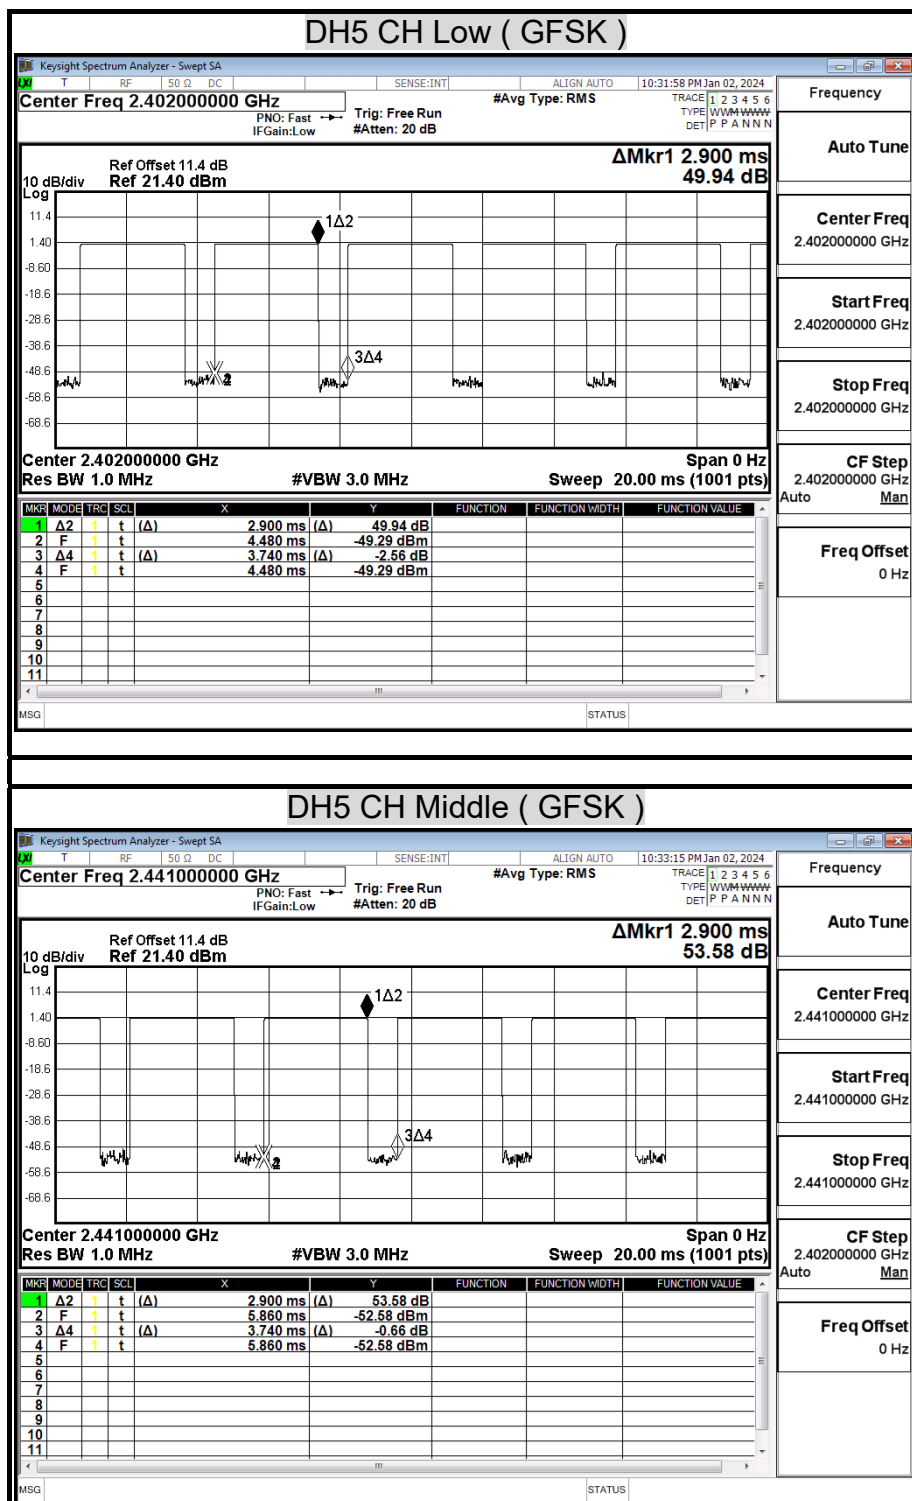 DH5 CH Low ( GFSK )
Keysight Spectrum Analyzer - Swept SA
LXI T RF 50 Ω DC SENSE:INT ALIGN AUTO 10:31:58 PM Jan 02, 2024
Center Freq 2.402000000 GHz
#Avg Type: RMS
TRACE 1 2 3 4 5 6
TYPE WWMWWWW
DET P P A N N N
PNO: Fast
IFGain:Low
Trig: Free Run
#Atten: 20 dB
Frequency
ΔMkr1 2.900 ms
49.94 dB
Ref Offset 11.4 dB
10 dB/div Ref 21.40 dBm
Log
11.4
1.40
-8.60
-18.6
-28.6
-38.6
-48.6
-58.6
-68.6
1Δ2
3Δ4
2
Center 2.402000000 GHz Span 0 Hz
Res BW 1.0 MHz #VBW 3.0 MHz Sweep 20.00 ms (1001 pts)
MKR MODE TRC SCL X Y FUNCTION FUNCTION WIDTH FUNCTION VALUE
1 Δ2 1 t (Δ) 2.900 ms (Δ) 49.94 dB
2 F 1 t 4.480 ms -49.29 dBm
3 Δ4 1 t (Δ) 3.740 ms (Δ) -2.56 dB
4 F 1 t 4.480 ms -49.29 dBm
5
6
7
8
9
10
11
MSG STATUS
Auto Tune
Center Freq
2.402000000 GHz
Start Freq
2.402000000 GHz
Stop Freq
2.402000000 GHz
CF Step
2.402000000 GHz
Auto Man
Freq Offset
0 Hz
DH5 CH Middle ( GFSK )
Keysight Spectrum Analyzer - Swept SA
LXI T RF 50 Ω DC SENSE:INT ALIGN AUTO 10:33:15 PM Jan 02, 2024
Center Freq 2.441000000 GHz
#Avg Type: RMS
TRACE 1 2 3 4 5 6
TYPE WWMWWWW
DET P P A N N N
PNO: Fast
IFGain:Low
Trig: Free Run
#Atten: 20 dB
Frequency
ΔMkr1 2.900 ms
53.58 dB
Ref Offset 11.4 dB
10 dB/div Ref 21.40 dBm
Log
11.4
1.40
-8.60
-18.6
-28.6
-38.6
-48.6
-58.6
-68.6
1Δ2
3Δ4
2
Center 2.441000000 GHz Span 0 Hz
Res BW 1.0 MHz #VBW 3.0 MHz Sweep 20.00 ms (1001 pts)
MKR MODE TRC SCL X Y FUNCTION FUNCTION WIDTH FUNCTION VALUE
1 Δ2 1 t (Δ) 2.900 ms (Δ) 53.58 dB
2 F 1 t 5.860 ms -52.58 dBm
3 Δ4 1 t (Δ) 3.740 ms (Δ) -0.66 dB
4 F 1 t 5.860 ms -52.58 dBm
5
6
7
8
9
10
11
MSG STATUS
Auto Tune
Center Freq
2.441000000 GHz
Start Freq
2.441000000 GHz
Stop Freq
2.441000000 GHz
CF Step
2.402000000 GHz
Auto Man
Freq Offset
0 Hz